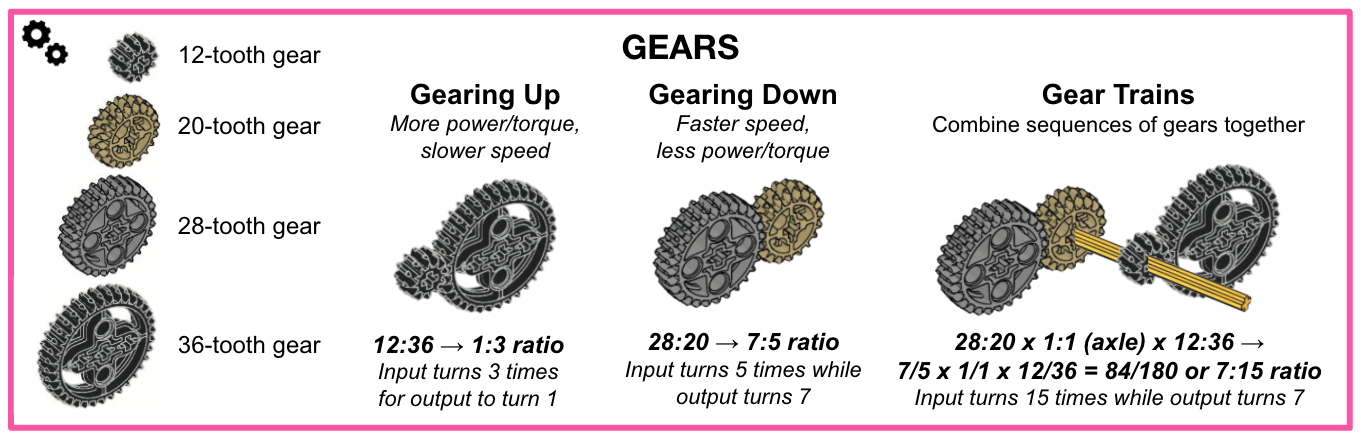 GEARS
12-tooth gear
20-tooth gear
28-tooth gear
36-tooth gear
Gearing Up
More power/torque,
slower speed
12:36 → 1:3 ratio
Input turns 3 times
for output to turn 1
Gearing Down
Faster speed,
less power/torque
28:20 → 7:5 ratio
Input turns 5 times while
output turns 7
Gear Trains
Combine sequences of gears together
28:20 x 1:1 (axle) x 12:36 →
7/5 x 1/1 x 12/36 = 84/180 or 7:15 ratio
Input turns 15 times while output turns 7